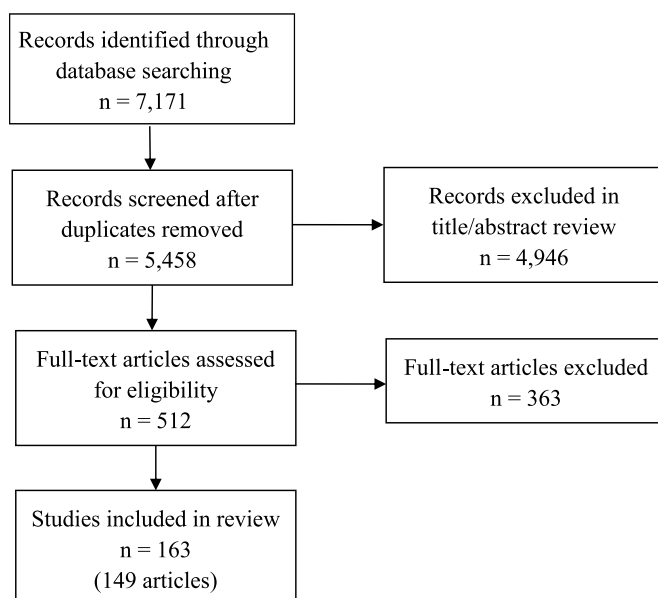 Records identified through
database searching
n = 7,171
Records screened after
duplicates removed
n = 5,458
Records excluded in
title/abstract review
n = 4,946
Full-text articles assessed
for eligibility
n = 512
Full-text articles excluded
n = 363
Studies included in review
n = 163
(149 articles)